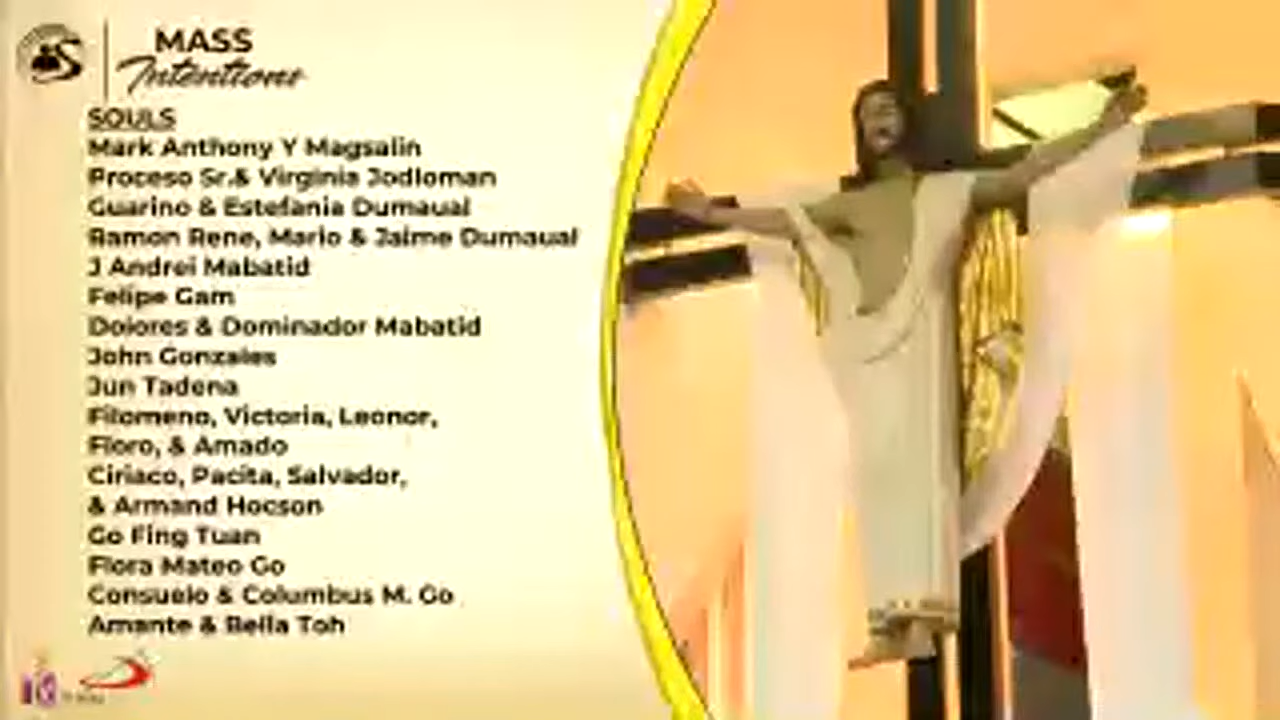 MASS
Intentions
SOULS
Mark Anthony Y Magsalin
Proceso Sr.& Virginia Jodloman
Guarino & Estefania Dumaual
Ramon Rene, Mario & Jaime Dumaual
J Andrei Mabatid
Felipe Gam
Dolores & Dominador Mabatid
John Gonzales
Jun Tadena
Filomeno, Victoria, Leonor,
Floro, & Amado
Ciriaco, Pacita, Salvador,
& Armand Hocson
Go Fing Tuan
Flora Mateo Go
Consuelo & Columbus M. Go
Amante & Bella Toh